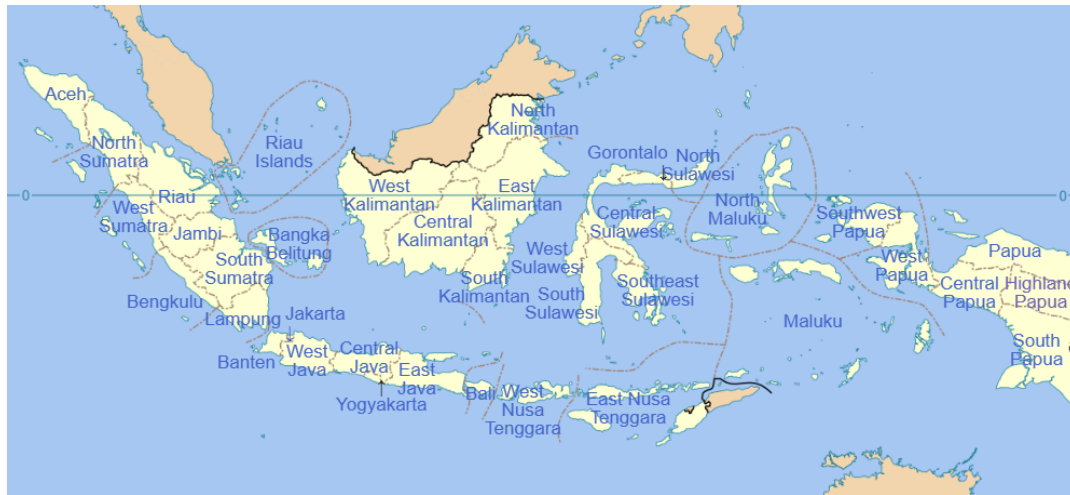 Aceh
North
Sumatra
Riau
Islands
Riau
West
Sumatra
Jambi
Bangka
Belitung
South
Sumatra
Bengkulu
Lampung
Jakarta
Banten
West
Java
Central
Java
East
Java
Yogyakarta
Bali
West
Nusa
Tenggara
East Nusa
Tenggara
North
Kalimantan
West
Kalimantan
East
Kalimantan
Central
Kalimantan
South
Kalimantan
Gorontalo
North
Sulawesi
Central
Sulawesi
West
Sulawesi
South
Sulawesi
Southeast
Sulawesi
North
Maluku
Maluku
Southwest
Papua
West
Papua
Papua
Central
Papua
Highland
Papua
South
Papua
0
0